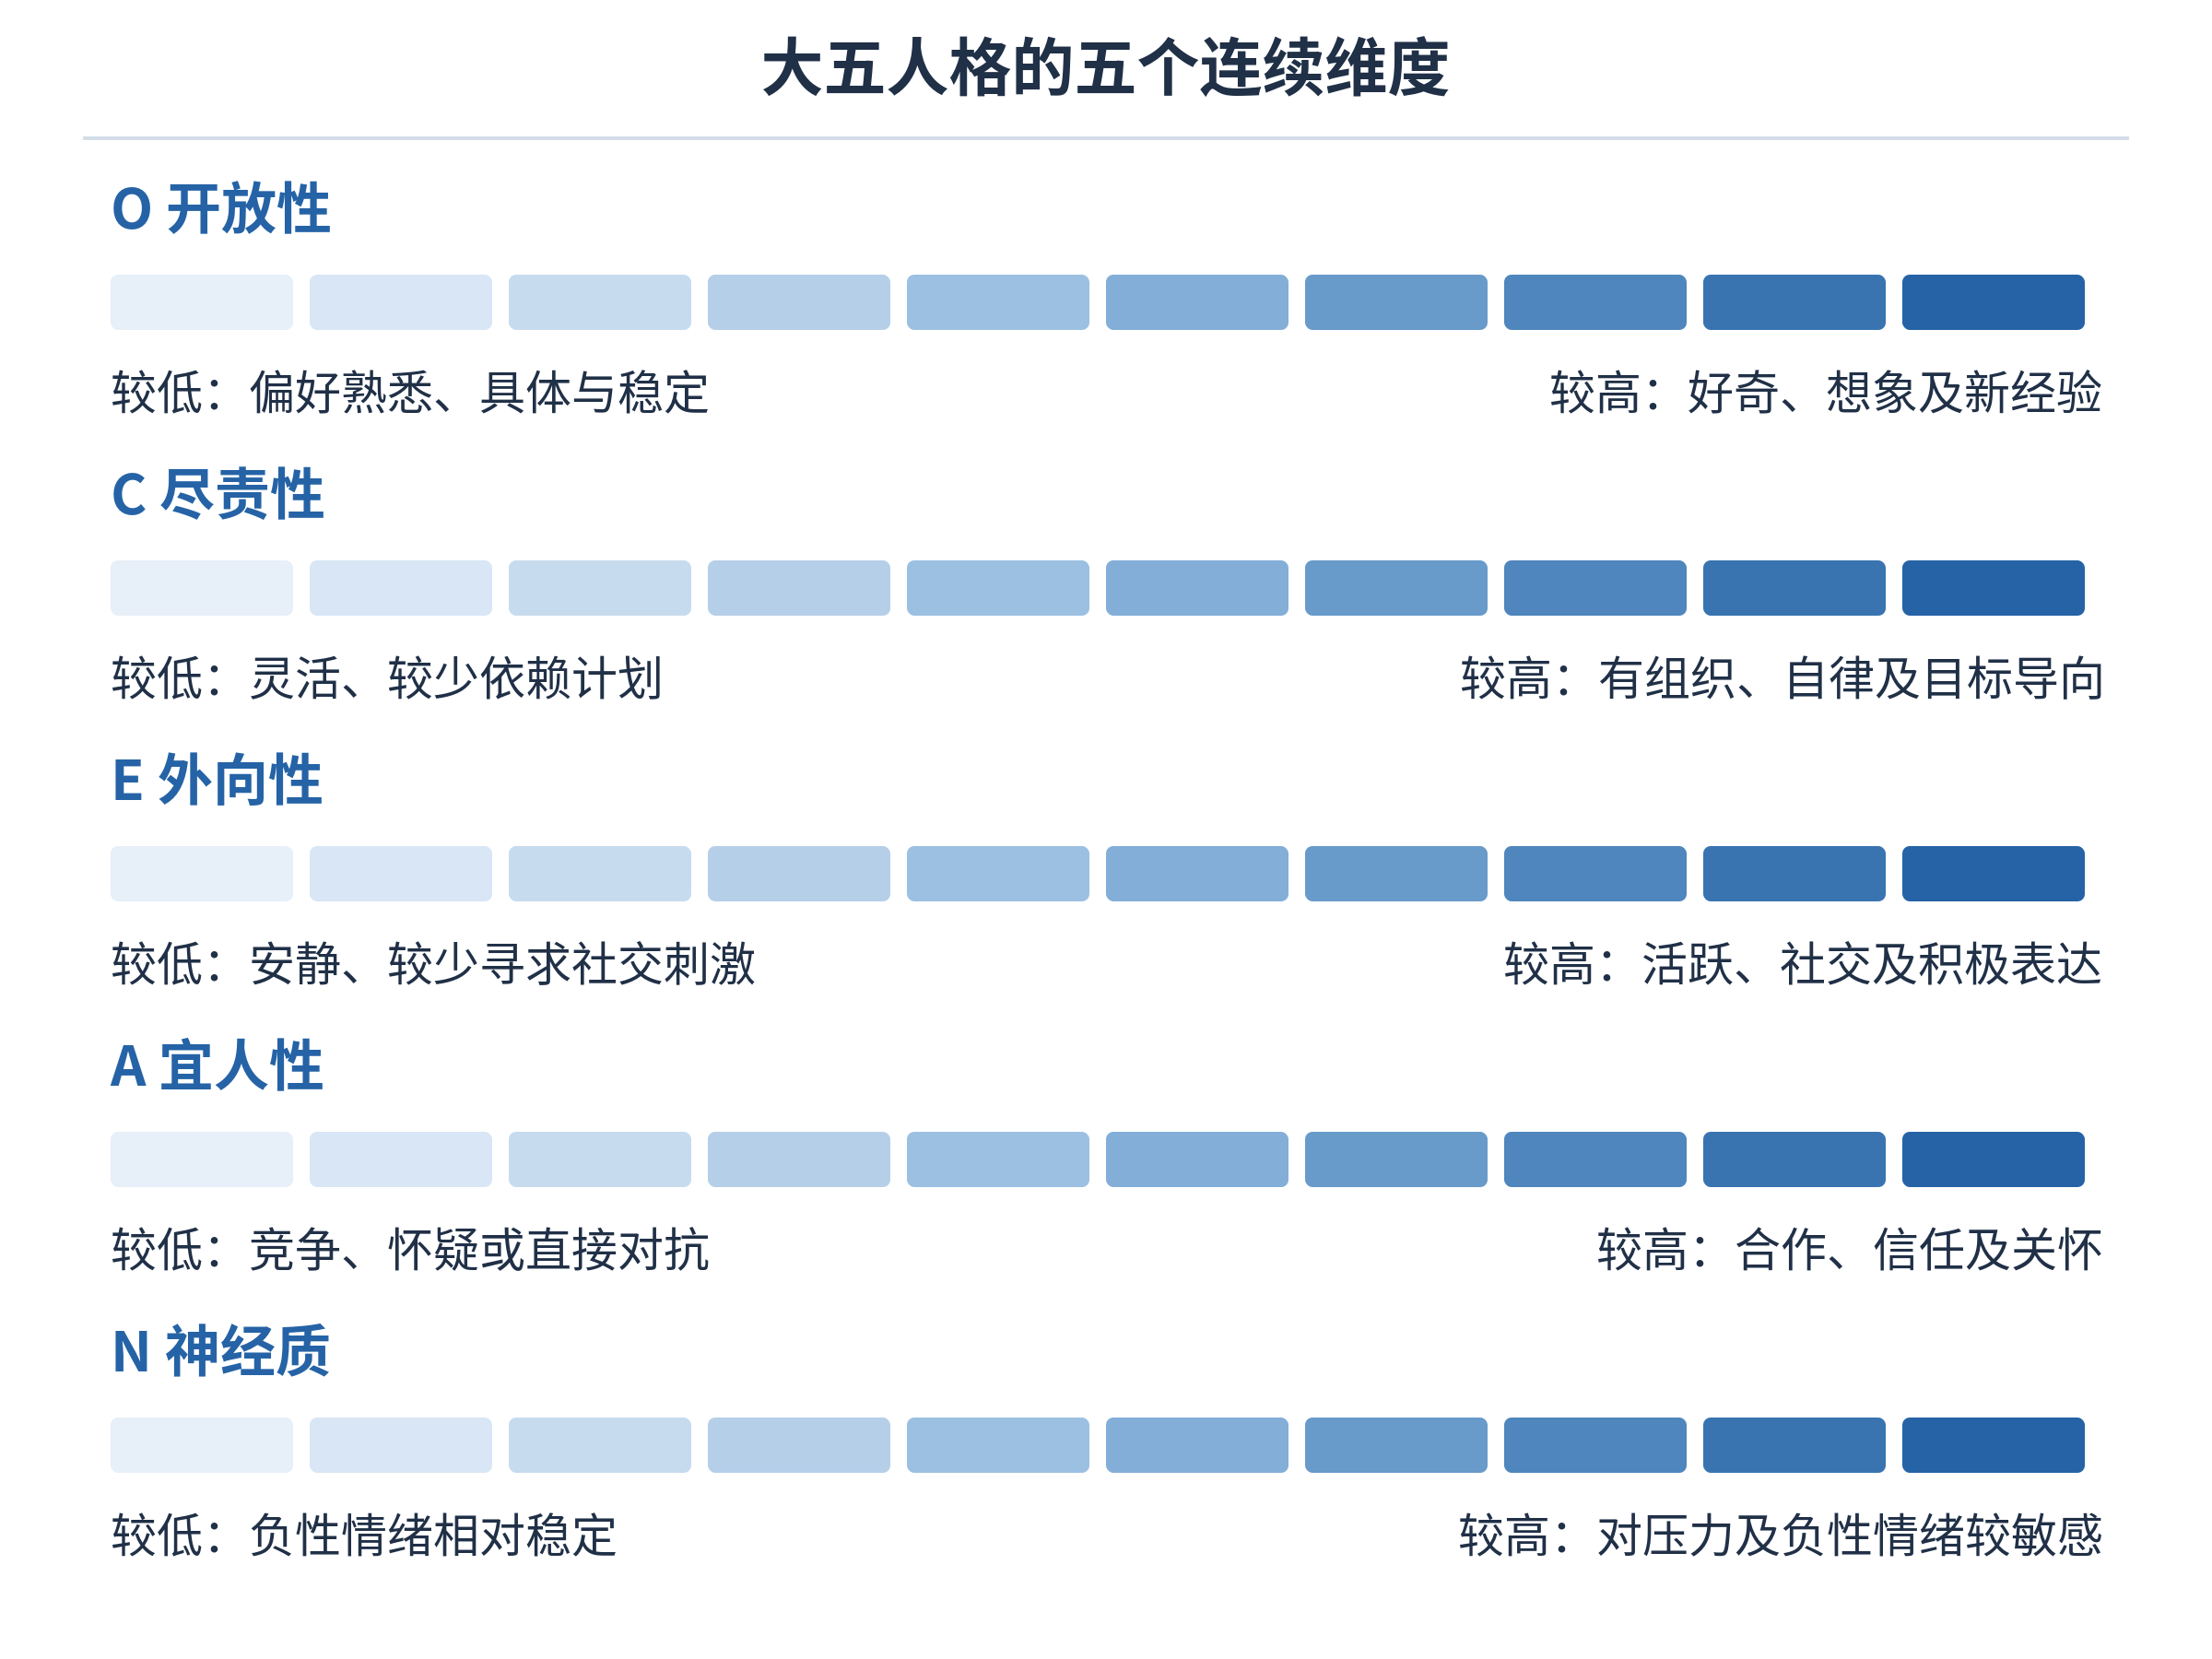 大五人格的五个连续维度
O 开放性
较低：偏好熟悉、具体与稳定
较高：好奇、想象及新经验
C 尽责性
较低：灵活、较少依赖计划
较高：有组织、自律及目标导向
E 外向性
较低：安静、较少寻求社交刺激
较高：活跃、社交及积极表达
A 宜人性
较低：竞争、怀疑或直接对抗
较高：合作、信任及关怀
N 神经质
较低：负性情绪相对稳定
较高：对压力及负性情绪较敏感